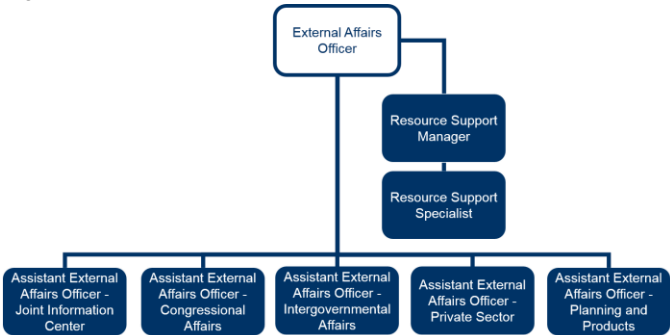 External Affairs
Officer
Resource Support
Manager
Resource Support
Specialist
Assistant External
Affairs Officer -
Joint Information
Center
Assistant External
Affairs Officer -
Congressional
Affairs
Assistant External
Affairs Officer -
Intergovernmental
Affairs
Assistant External
Affairs Officer -
Private Sector
Assistant External
Affairs Officer -
Planning and
Products